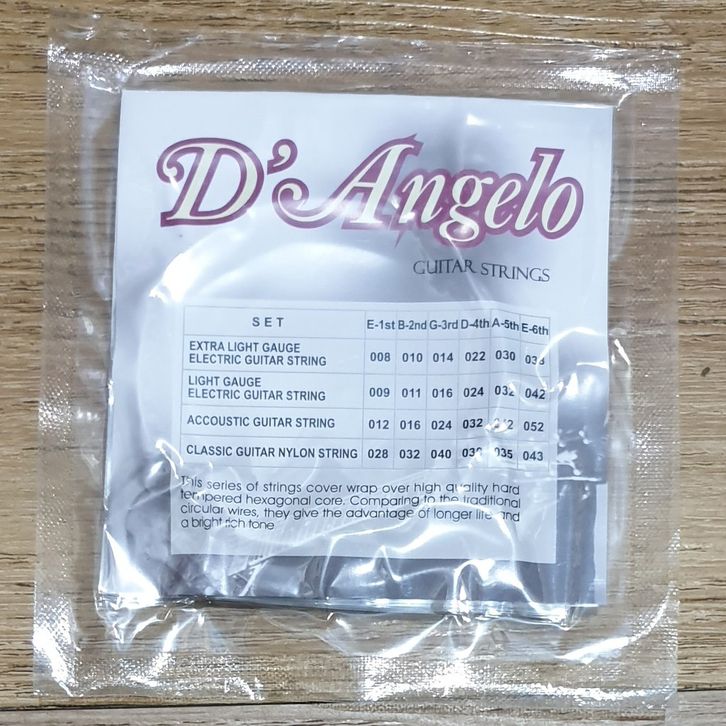 D'Angelo
GUITAR STRINGS
SET E-1st B-2nd G-3rd D-4th A-5th E-6th
EXTRA LIGHT GAUGE
ELECTRIC GUITAR STRING 008 010 014 022 030 038
LIGHT GAUGE
ELECTRIC GUITAR STRING 009 011 016 024 032 042
ACCOUSTIC GUITAR STRING 012 016 024 032 052
CLASSIC GUITAR NYLON STRING 028 032 040 035 043
This series of strings cover wrap over high quality hard
tempered hexagonal core. Comparing to the traditional
circular wires, they give the advantage of longer life and
a bright rich tone